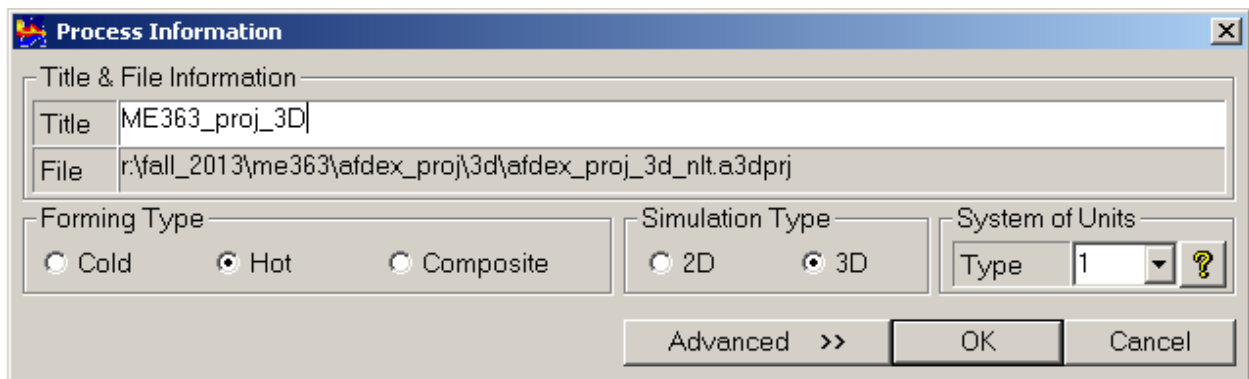 Process Information
Title & File Information
Title ME363_proj_3D
File r:\fall_2013\me363\afdex_proj\3d\afdex_proj_3d_nlt.a3dprj
Forming Type Simulation Type System of Units
Cold Hot Composite 2D 3D Type 1 ?
Advanced >> OK Cancel